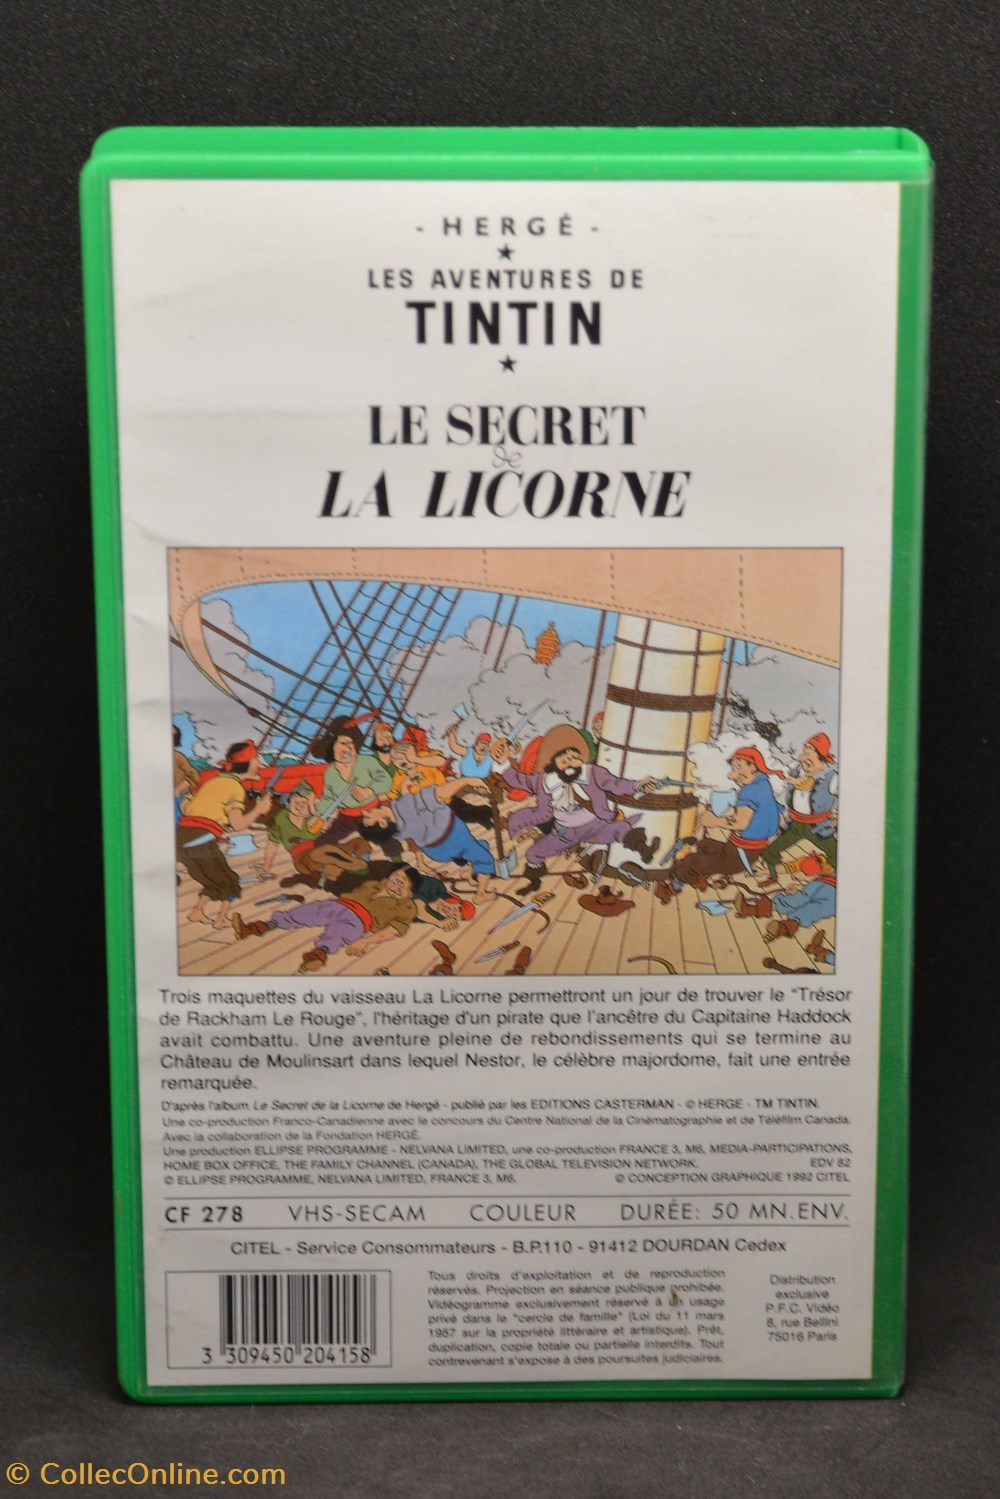 - HERGÉ -
LES AVENTURES DE
TINTIN
LE SECRET
de
LA LICORNE
Trois maquettes du vaisseau La Licorne permettront un jour de trouver le "Trésor
de Rackham Le Rouge", l'héritage d'un pirate que l'ancêtre du Capitaine Haddock
avait combattu. Une aventure pleine de rebondissements qui se termine au
Château de Moulinsart dans lequel Nestor, le célèbre majordome, fait une entrée
remarquée.
D'après l'album Le Secret de la Licorne de Hergé - publié par les EDITIONS CASTERMAN - © HERGE - TM TINTIN.
Une co-production Franco-Canadienne avec le concours du Centre National de la Cinématographie et de Téléfilm Canada.
Avec la collaboration de la Fondation HERGÉ.
Une production ELLIPSE PROGRAMME - NELVANA LIMITED, une co-production FRANCE 3, M6, MEDIA-PARTICIPATIONS,
HOME BOX OFFICE, THE FAMILY CHANNEL (CANADA), THE GLOBAL TELEVISION NETWORK. EDV 82
© ELLIPSE PROGRAMME, NELVANA LIMITED, FRANCE 3, M6. © CONCEPTION GRAPHIQUE 1992 CITEL
CF 278 VHS-SECAM COULEUR DURÉE: 50 MN.ENV.
CITEL - Service Consommateurs - B.P.110 - 91412 DOURDAN Cedex
Tous droits d'exploitation et de reproduction
réservés. Projection en séance publique prohibée.
Vidéogramme exclusivement réservé à un usage
privé dans le "cercle de famille" (Loi du 11 mars
1957 sur la propriété littéraire et artistique). Prêt,
duplication, copie totale ou partielle interdits. Tout
contrevenant s'expose à des poursuites judiciaires.
Distribution
exclusive
P.F.C. Vidéo
8, rue Bellini
75016 Paris
3 309450 204158
© CollecOnline.com